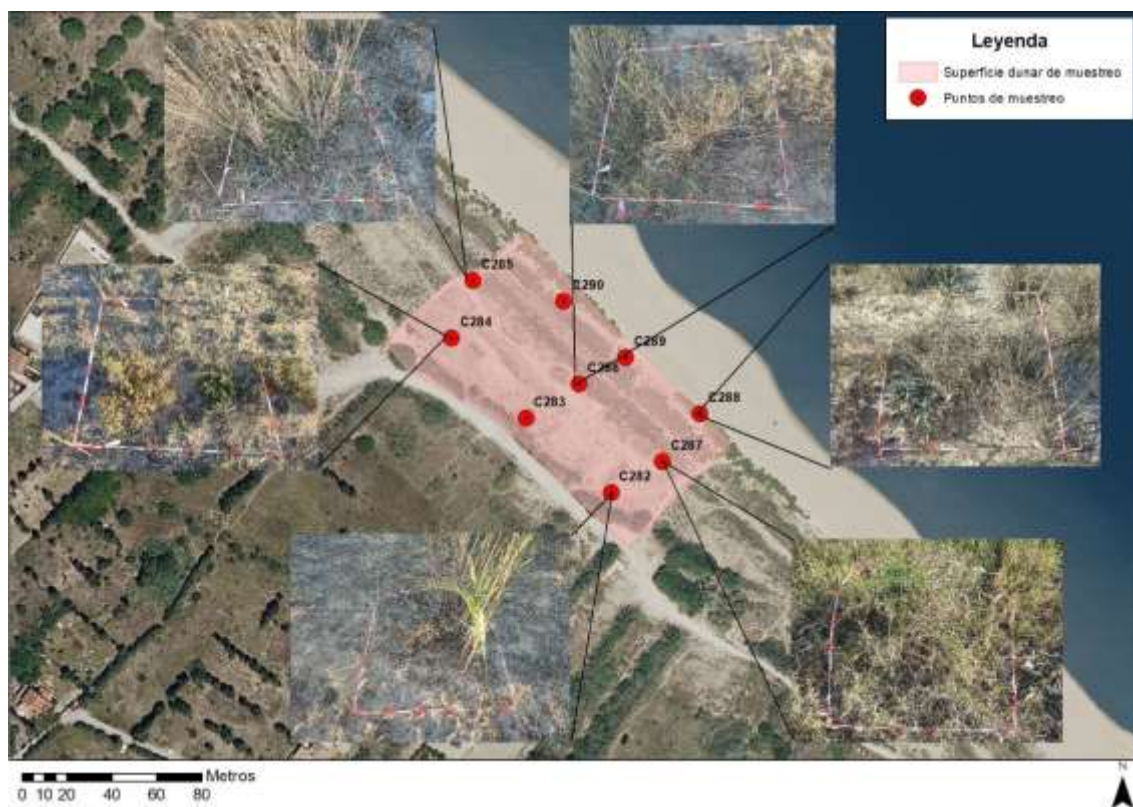 Leyenda
Superficie dunar de muestreo
Puntos de muestreo
C285
C290
C284
C289
C286
C283
C288
C287
C282
Metros
0 10 20 40 60 80
N